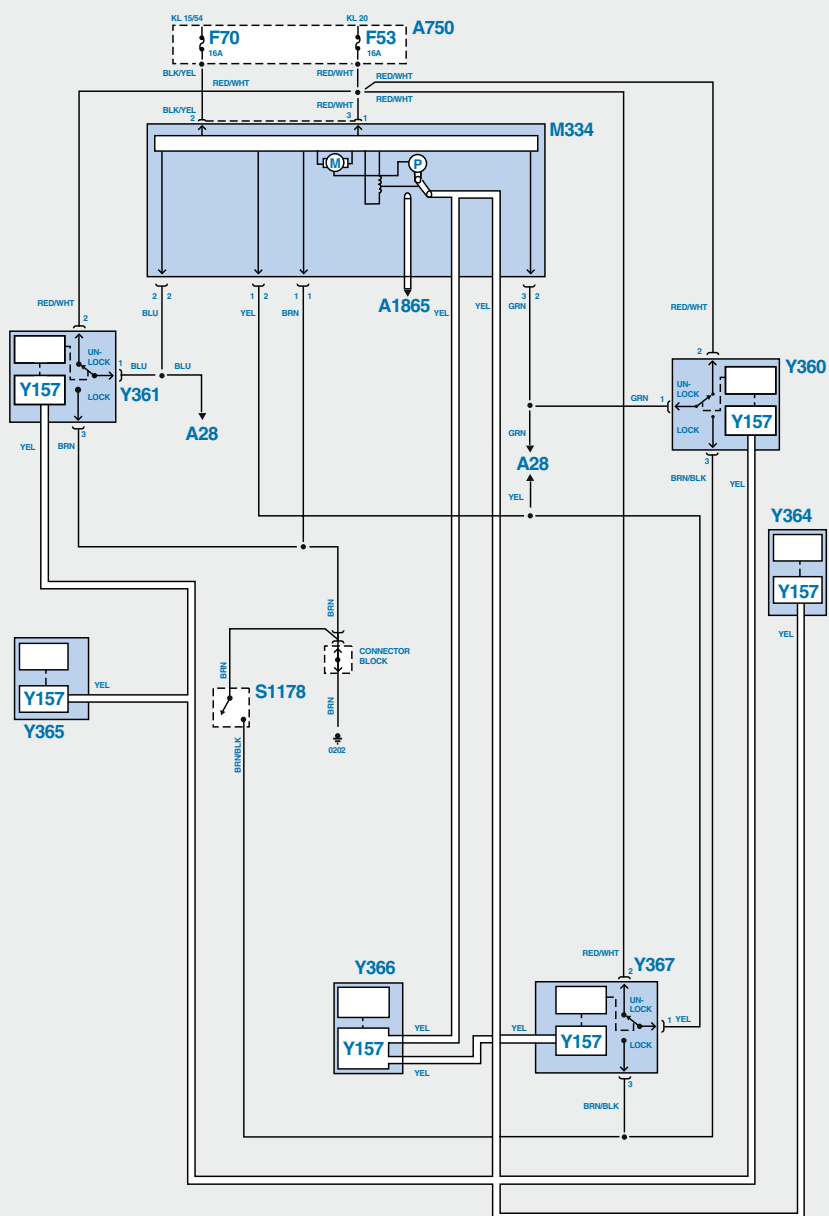 KL 15/54
KL 20
F70
16A
F53
16A
A750
BLK/YEL
RED/WHT
RED/WHT
RED/WHT
RED/WHT
BLK/YEL
RED/WHT
2
3
1
M334
M
P
2 2
1 2
1 1
3 2
A1865
RED/WHT
BLU
YEL
BRN
YEL
YEL
GRN
RED/WHT
2
UN-
LOCK
1
BLU
BLU
Y157
LOCK
Y361
3
A28
YEL
BRN
2
Y360
UN-
LOCK
GRN
1
Y157
LOCK
3
GRN
A28
YEL
BRN/BLK
YEL
Y364
Y157
YEL
BRN
CONNECTOR
BLOCK
BRN
S1178
BRN
BRN/BLK
0202
YEL
Y157
Y365
RED/WHT
2
Y367
Y366
UN-
LOCK
1 YEL
YEL
YEL
Y157
Y157
LOCK
YEL
3
BRN/BLK